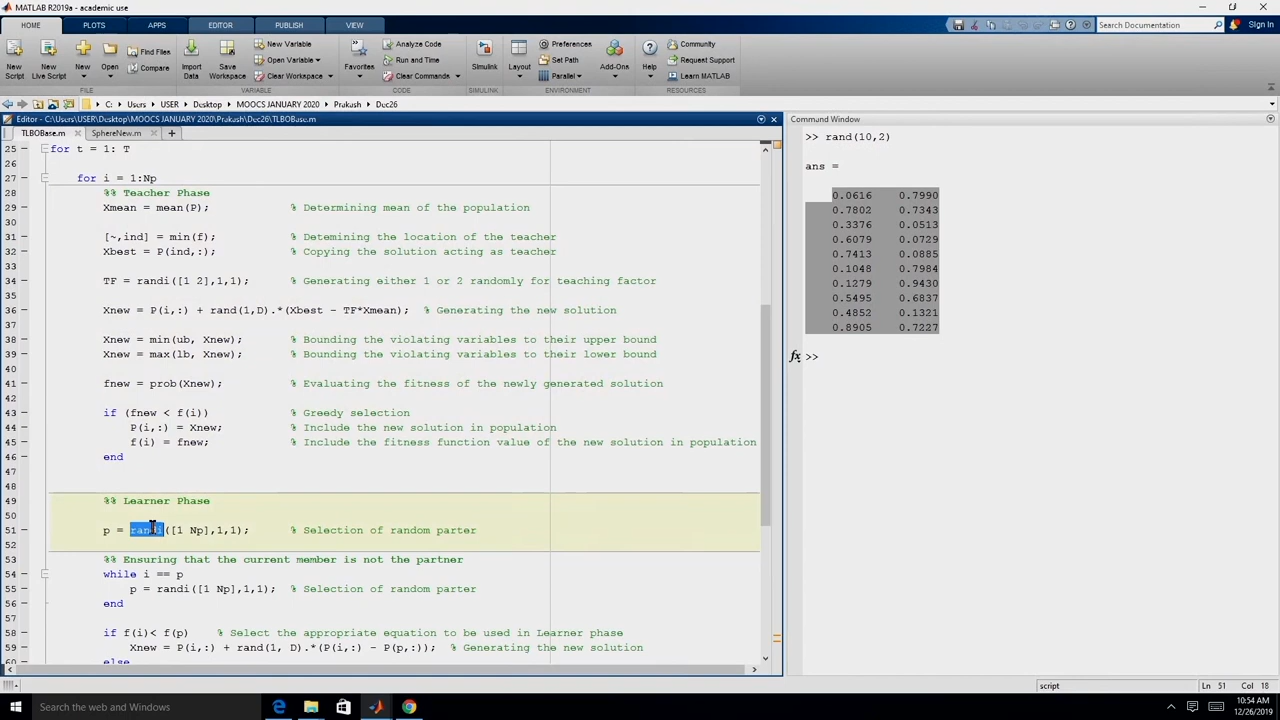 MATLAB R2019a - academic use
HOME PLOTS APPS EDITOR PUBLISH VIEW Search Documentation Sign In
New Script New Live Script New Open Find Files Compare Import Data Save Workspace New Variable Open Variable Clear Workspace Favorites Analyze Code Run and Time Clear Commands Simulink Layout Preferences Set Path Parallel Add-Ons Help Community Request Support Learn MATLAB
FILE VARIABLE CODE SIMULINK ENVIRONMENT RESOURCES
C: Users USER Desktop MOOCS JANUARY 2020 Prakash Dec26
Editor - C:\Users\USER\Desktop\MOOCS JANUARY 2020\Prakash\Dec26\TLBOBase.m
TLBOBase.m SphereNew.m
25 for t = 1: T
26
27 for i = 1:Np
28 %% Teacher Phase
29 Xmean = mean(P); % Determining mean of the population
30
31 [~,ind] = min(f); % Detemining the location of the teacher
32 Xbest = P(ind,:); % Copying the solution acting as teacher
33
34 TF = randi([1 2],1,1); % Generating either 1 or 2 randomly for teaching factor
35
36 Xnew = P(i,:) + rand(1,D).*(Xbest - TF*Xmean); % Generating the new solution
37
38 Xnew = min(ub, Xnew); % Bounding the violating variables to their upper bound
39 Xnew = max(lb, Xnew); % Bounding the violating variables to their lower bound
40
41 fnew = prob(Xnew); % Evaluating the fitness of the newly generated solution
42
43 if (fnew < f(i)) % Greedy selection
44 P(i,:) = Xnew; % Include the new solution in population
45 f(i) = fnew; % Include the fitness function value of the new solution in population
46 end
47
48
49 %% Learner Phase
50
51 p = randi([1 Np],1,1); % Selection of random parter
52
53 %% Ensuring that the current member is not the partner
54 while i == p
55 p = randi([1 Np],1,1); % Selection of random parter
56 end
57
58 if f(i)< f(p) % Select the appropriate equation to be used in Learner phase
59 Xnew = P(i,:) + rand(1, D).*(P(i,:) - P(p,:)); % Generating the new solution
60 else
Command Window
>> rand(10,2)
ans =
0.0616 0.7990
0.7802 0.7343
0.3376 0.0513
0.6079 0.0729
0.7413 0.0885
0.1048 0.7984
0.1279 0.9430
0.5495 0.6837
0.4852 0.1321
0.8905 0.7227
fx >>
script Ln 51 Col 18
Search the web and Windows
10:54 AM
12/26/2019